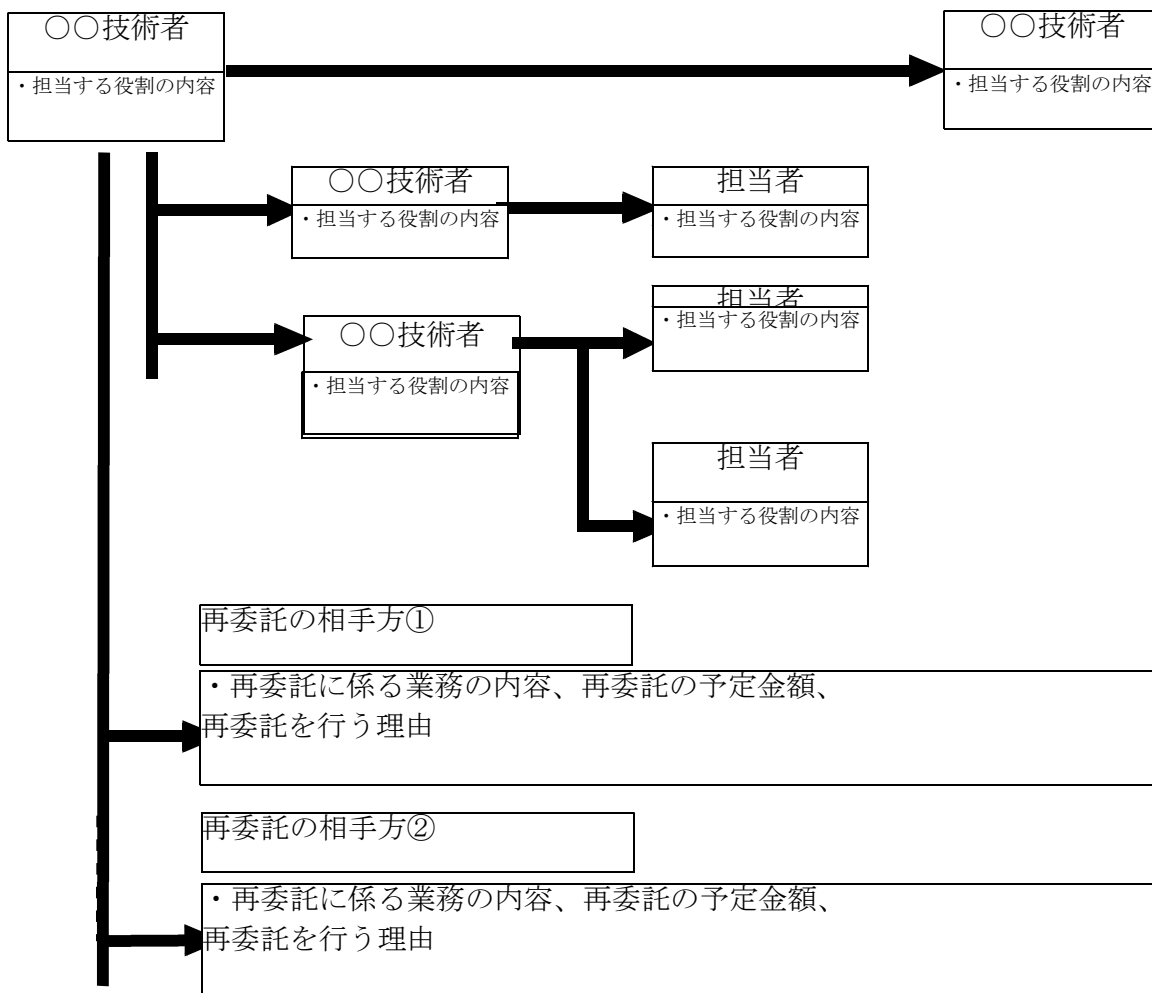 〇〇技術者
・担当する役割の内容
〇〇技術者
・担当する役割の内容
〇〇技術者
・担当する役割の内容
担当者
・担当する役割の内容
〇〇技術者
・担当する役割の内容
担当者
・担当する役割の内容
担当者
・担当する役割の内容
再委託の相手方①
・再委託に係る業務の内容、再委託の予定金額、
再委託を行う理由
再委託の相手方②
・再委託に係る業務の内容、再委託の予定金額、
再委託を行う理由